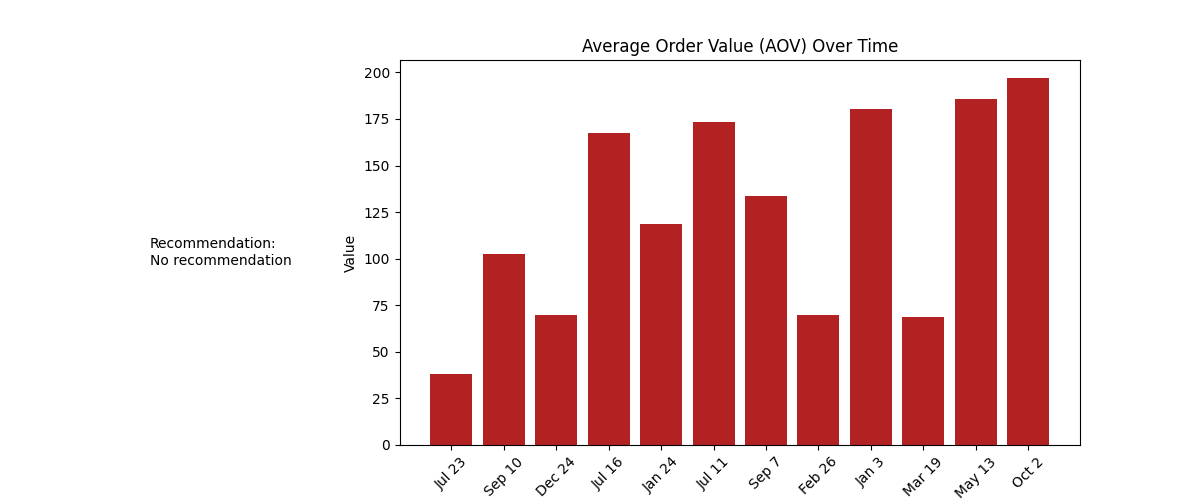 Average Order Value (AOV) Over Time
Recommendation:
No recommendation
Value
200
175
150
125
100
75
50
25
0
Jul 23
Sep 10
Dec 24
Jul 16
Jan 24
Jul 11
Sep 7
Feb 26
Jan 3
Mar 19
May 13
Oct 2